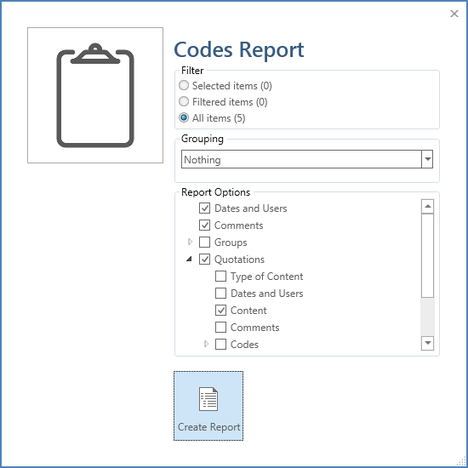 Codes Report
Filter
Selected items (0)
Filtered items (0)
All items (5)
Grouping
Nothing
Report Options
Dates and Users
Comments
Groups
Quotations
Type of Content
Dates and Users
Content
Comments
Codes
Create Report